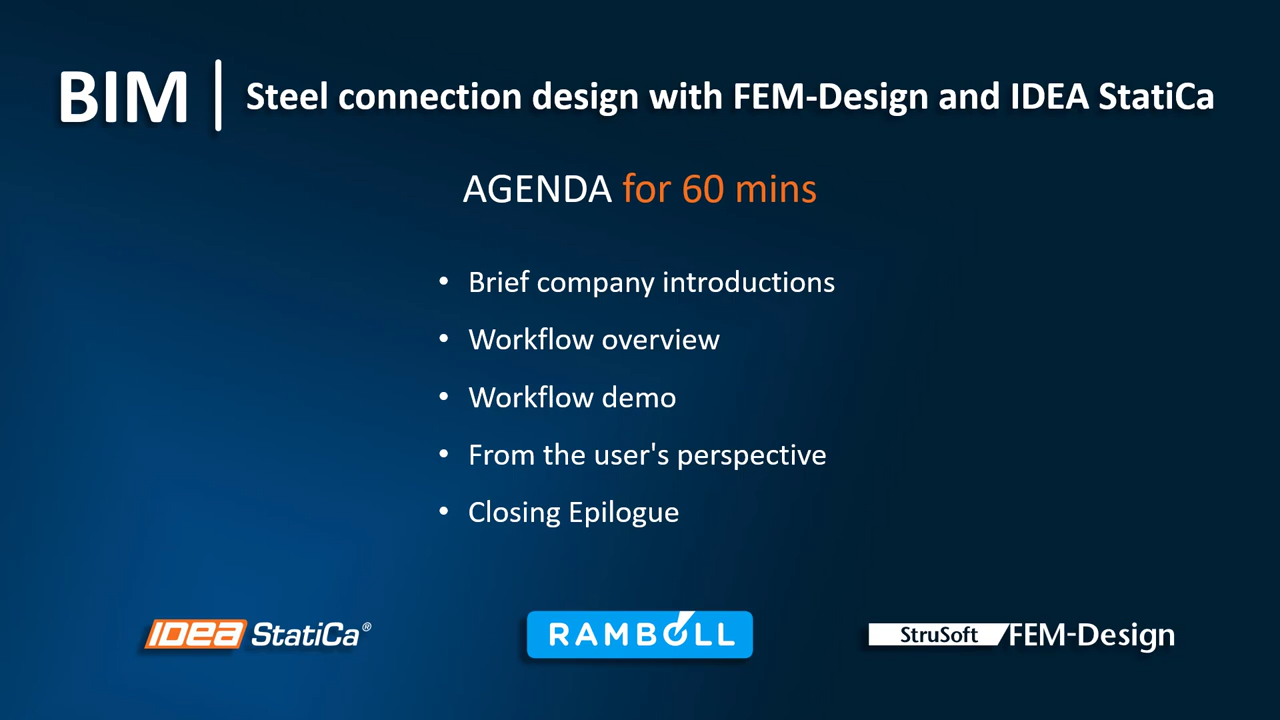 BIM | Steel connection design with FEM-Design and IDEA StatiCa
AGENDA for 60 mins
• Brief company introductions
• Workflow overview
• Workflow demo
• From the user's perspective
• Closing Epilogue
IDEA StatiCa® RAMBOLL StruSoft FEM-Design